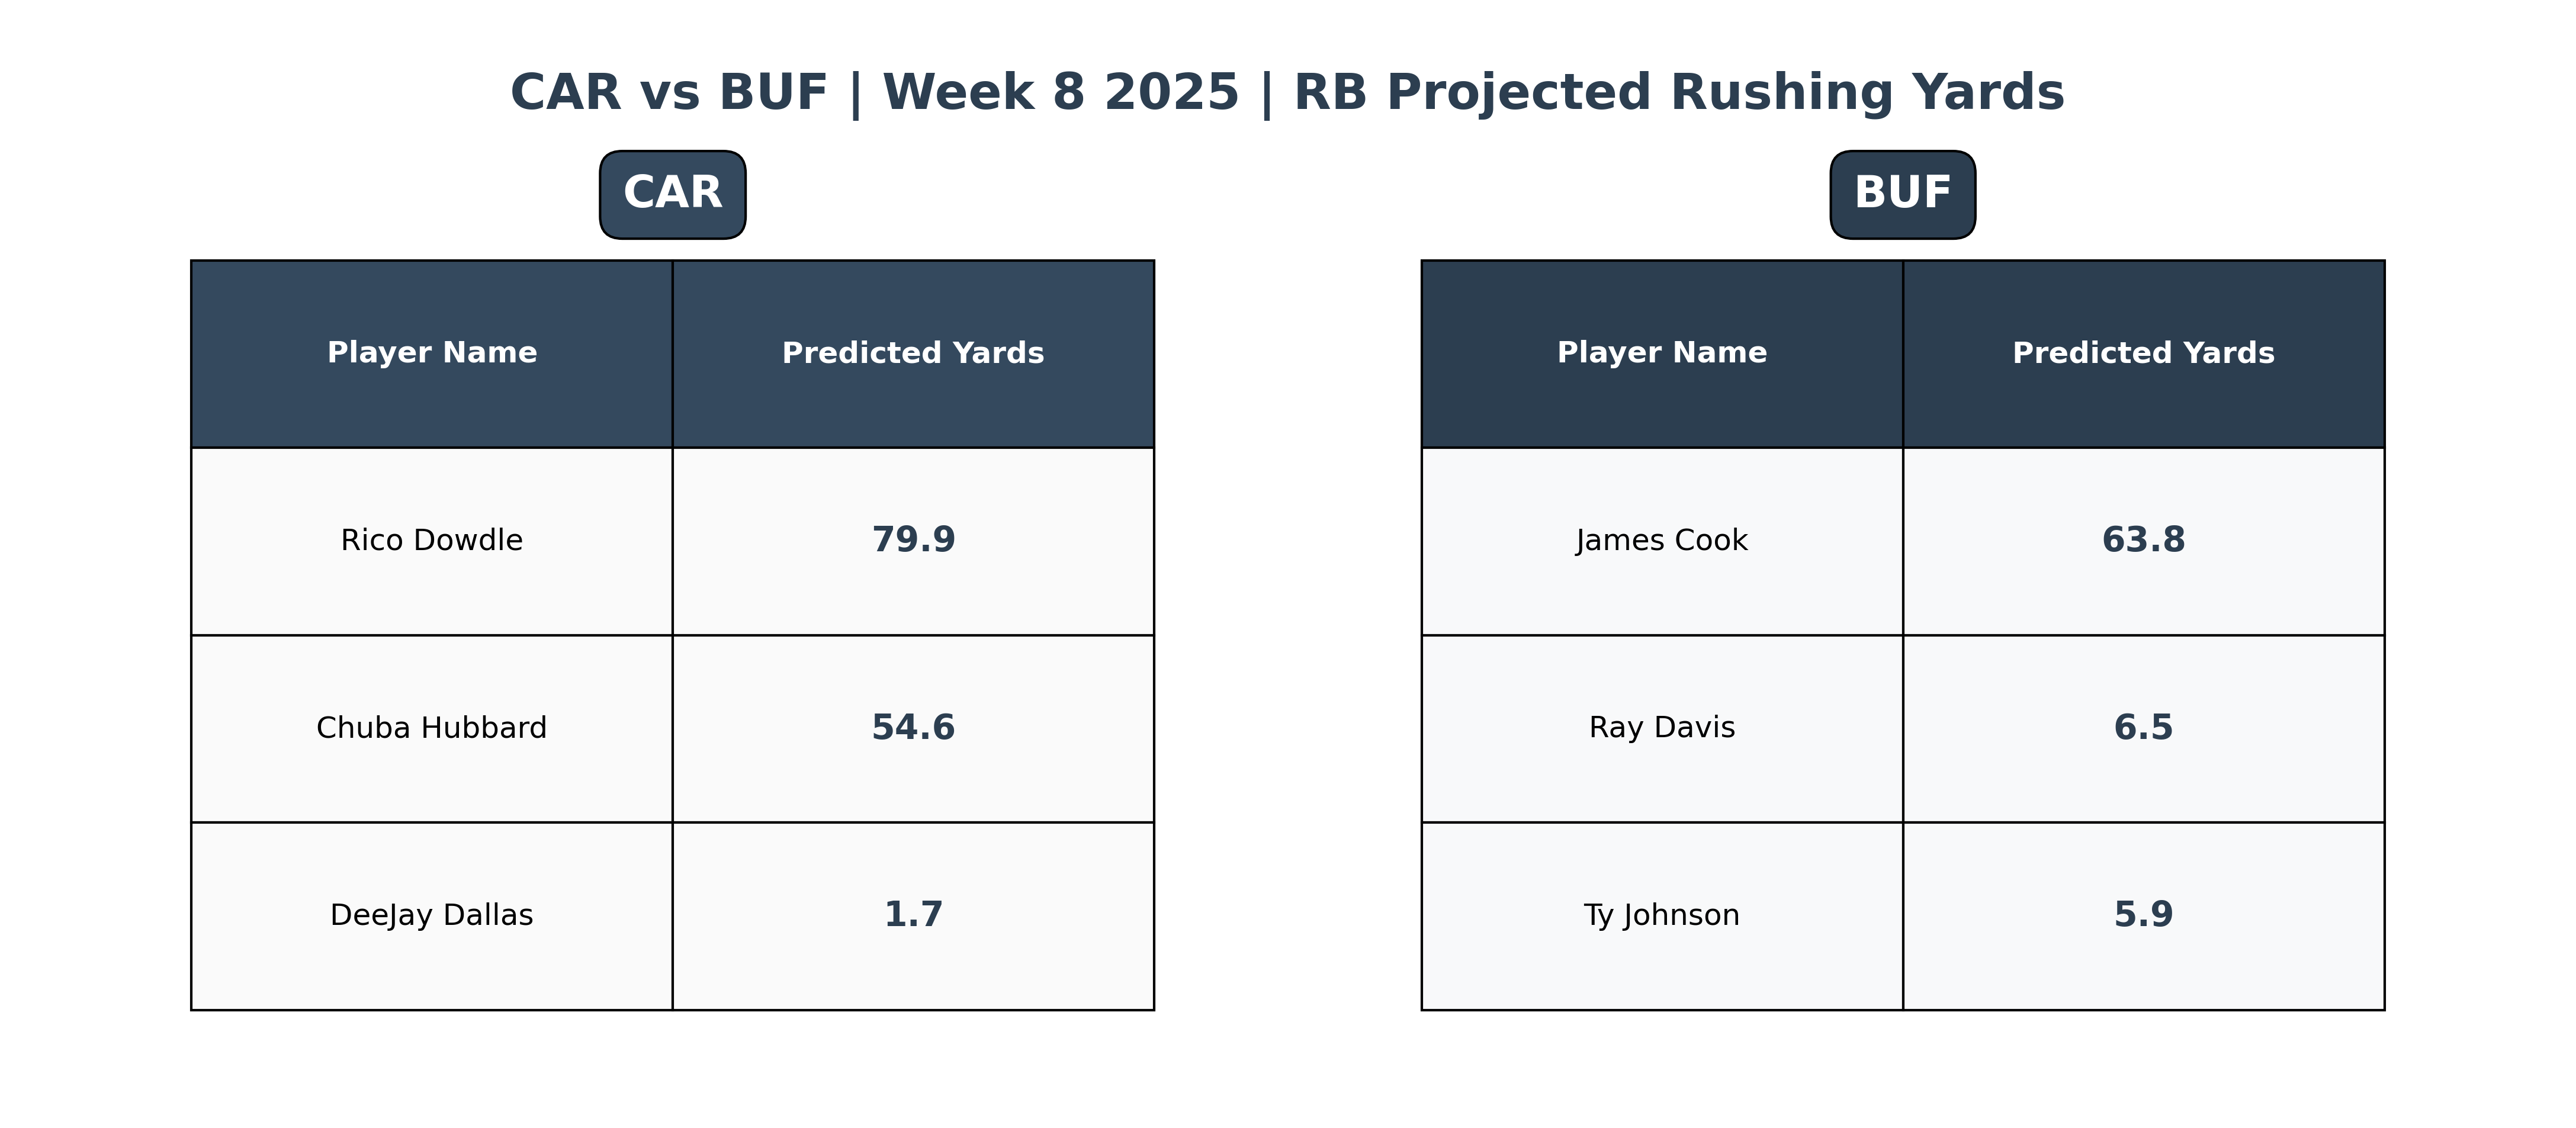 CAR vs BUF | Week 8 2025 | RB Projected Rushing Yards
CAR
Player Name Predicted Yards
Rico Dowdle 79.9
Chuba Hubbard 54.6
DeeJay Dallas 1.7
BUF
Player Name Predicted Yards
James Cook 63.8
Ray Davis 6.5
Ty Johnson 5.9